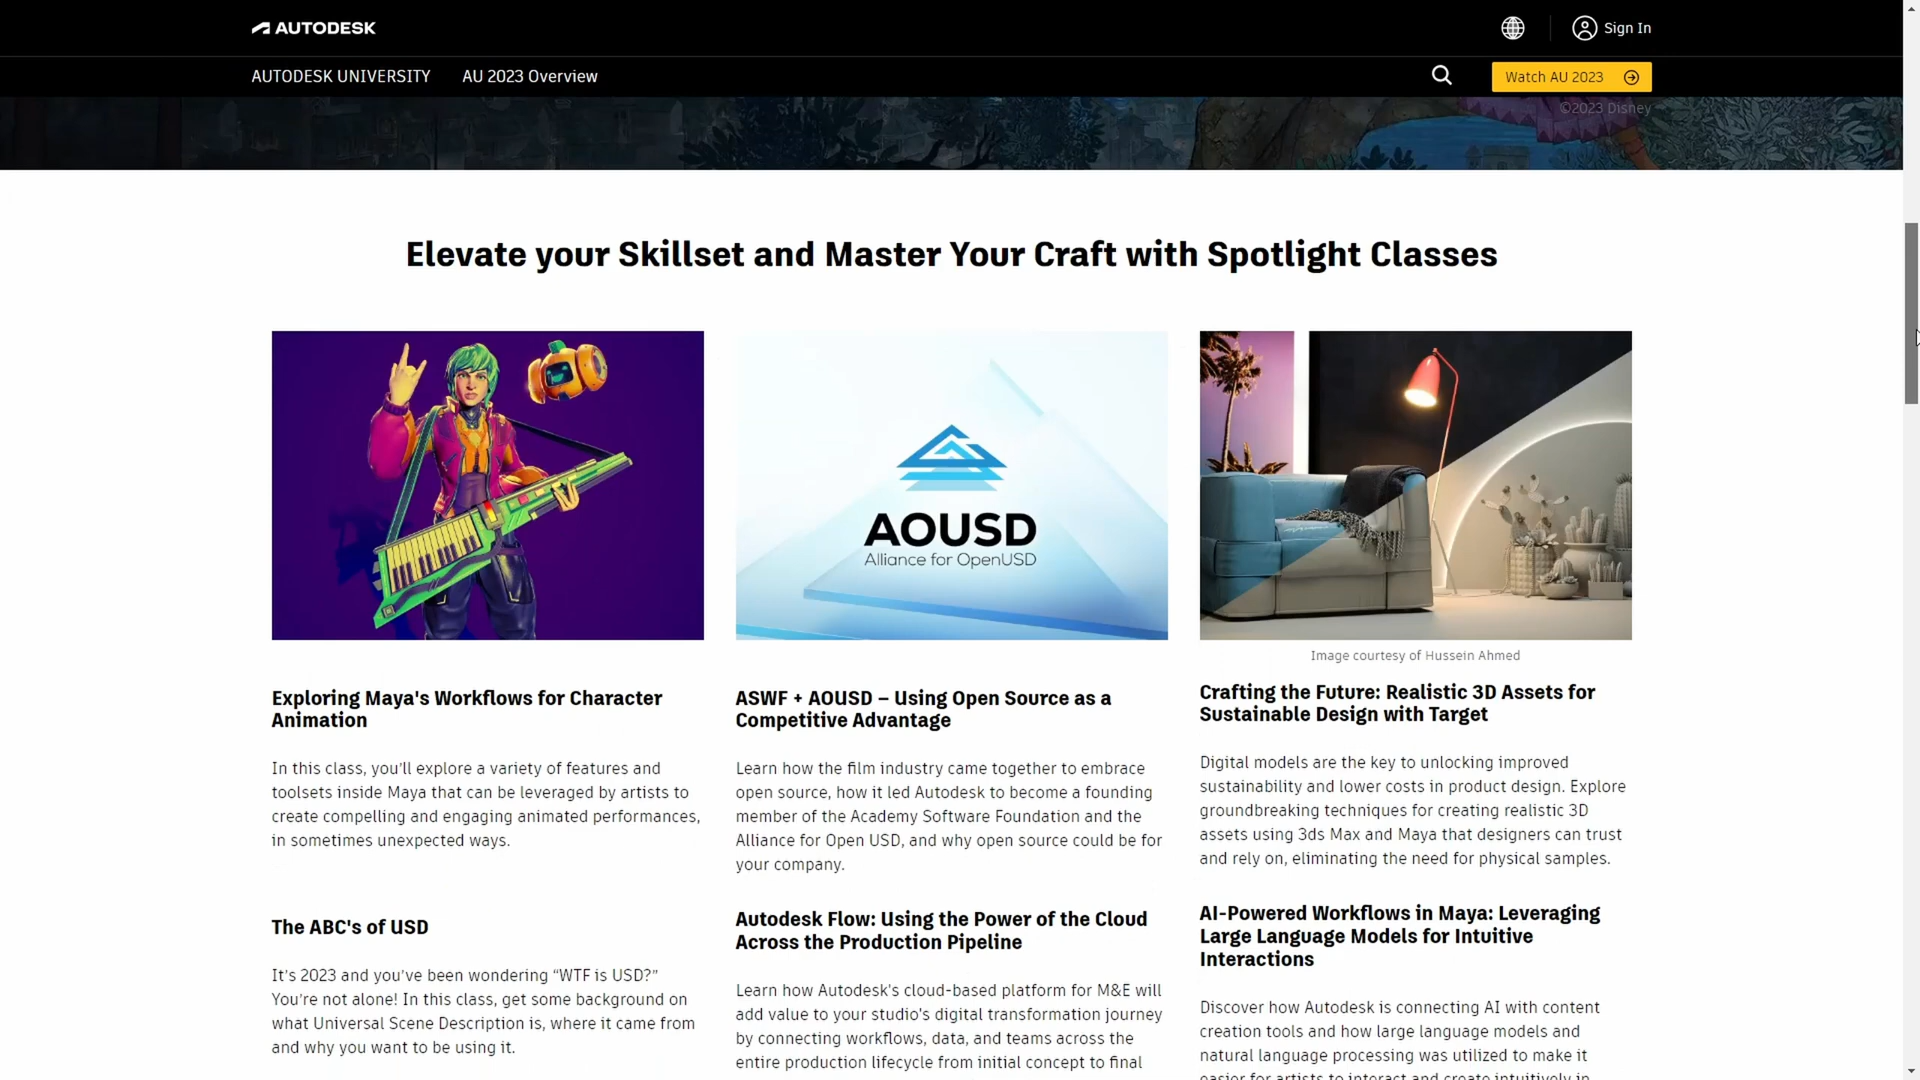 AUTODESK
Sign In
AUTODESK UNIVERSITY
AU 2023 Overview
Watch AU 2023
©2023 Disney
Elevate your Skillset and Master Your Craft with Spotlight Classes
AOUSD
Alliance for OpenUSD
Image courtesy of Hussein Ahmed
Exploring Maya's Workflows for Character
Animation
In this class, you'll explore a variety of features and
toolsets inside Maya that can be leveraged by artists to
create compelling and engaging animated performances,
in sometimes unexpected ways.
ASWF + AOUSD – Using Open Source as a
Competitive Advantage
Learn how the film industry came together to embrace
open source, how it led Autodesk to become a founding
member of the Academy Software Foundation and the
Alliance for Open USD, and why open source could be for
your company.
Crafting the Future: Realistic 3D Assets for
Sustainable Design with Target
Digital models are the key to unlocking improved
sustainability and lower costs in product design. Explore
groundbreaking techniques for creating realistic 3D
assets using 3ds Max and Maya that designers can trust
and rely on, eliminating the need for physical samples.
The ABC's of USD
It's 2023 and you've been wondering “WTF is USD?”
You're not alone! In this class, get some background on
what Universal Scene Description is, where it came from
and why you want to be using it.
Autodesk Flow: Using the Power of the Cloud
Across the Production Pipeline
Learn how Autodesk's cloud-based platform for M&E will
add value to your studio's digital transformation journey
by connecting workflows, data, and teams across the
entire production lifecycle from initial concept to final
AI-Powered Workflows in Maya: Leveraging
Large Language Models for Intuitive
Interactions
Discover how Autodesk is connecting AI with content
creation tools and how large language models and
natural language processing was utilized to make it
easier for artists to interact and create intuitively in